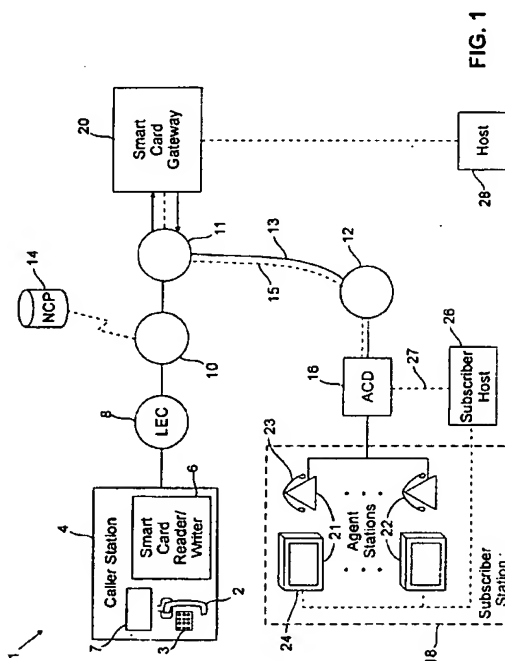 1
4
Caller Station
7
3
2
6
Smart Card
Reader/
Writer
8
LEC
10
14
NCP
11
20
Smart
Card
Gateway
13
15
12
16
ACD
27
26
Subscriber
Host
28
Host
23
21
Agent
Stations
22
24
Subscriber
Station
18
FIG. 1